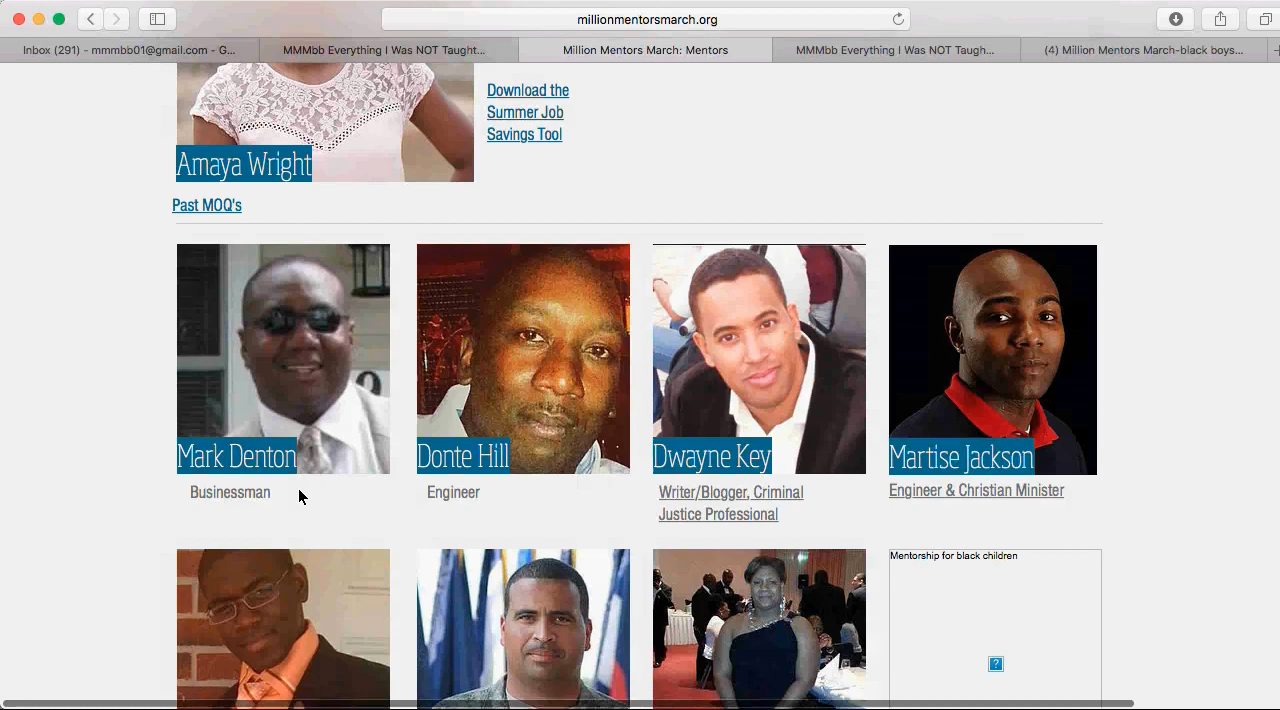 millionmentorsmarch.org
Inbox (291) - mmmbb01@gmail.com - G...
MMMbb Everything I Was NOT Taught...
Million Mentors March: Mentors
MMMbb Everything I Was NOT Taugh...
(4) Million Mentors March-black boys...
Download the
Summer Job
Savings Tool
Amaya Wright
Past MOQ's
Mark Denton
Donte Hill
Dwayne Key
Martise Jackson
Businessman
Engineer
Writer/Blogger, Criminal
Justice Professional
Engineer & Christian Minister
Mentorship for black children
?